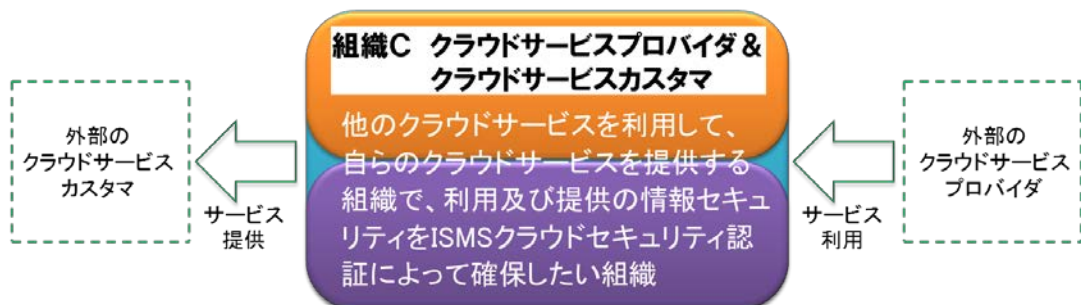 組織C クラウドサービスプロバイダ&
クラウドサービスカスタマ
他のクラウドサービスを利用して、
自らのクラウドサービスを提供する
組織で、利用及び提供の情報セキュ
リティをISMSクラウドセキュリティ認
証によって確保したい組織
外部の
クラウドサービス
カスタマ
サービス
提供
サービス
利用
外部の
クラウドサービス
プロバイダ